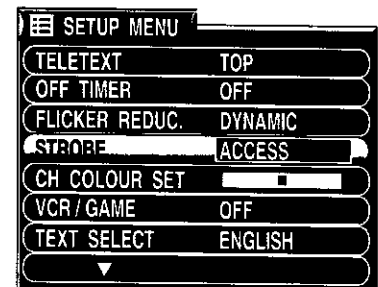 SETUP MENU
TELETEXT TOP
OFF TIMER OFF
FLICKER REDUC. DYNAMIC
STROBE ACCESS
CH COLOUR SET
VCR / GAME OFF
TEXT SELECT ENGLISH